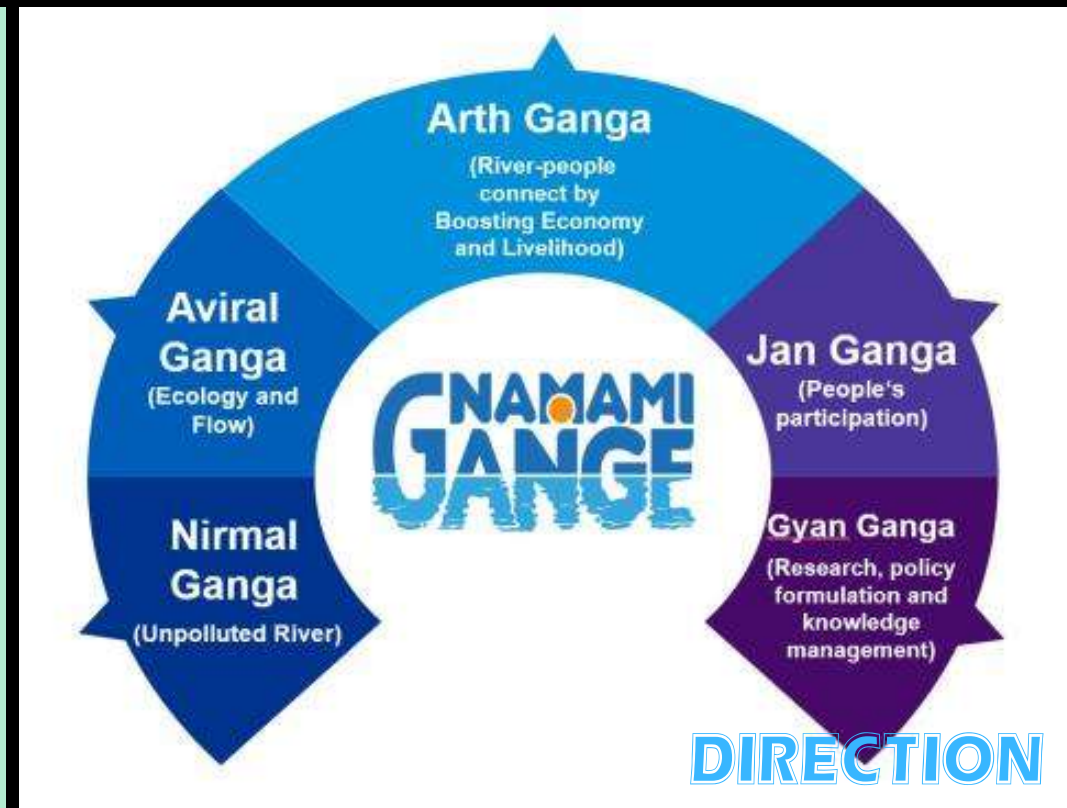 Arth Ganga
(River-people
connect by
Boosting Economy
and Livelihood)
Aviral
Ganga
(Ecology and
Flow)
Jan Ganga
(People's
participation)
NAMAMI
GANGE
Nirmal
Ganga
(Unpolluted River)
Gyan Ganga
(Research, policy
formulation and
knowledge
management)
DIRECTION